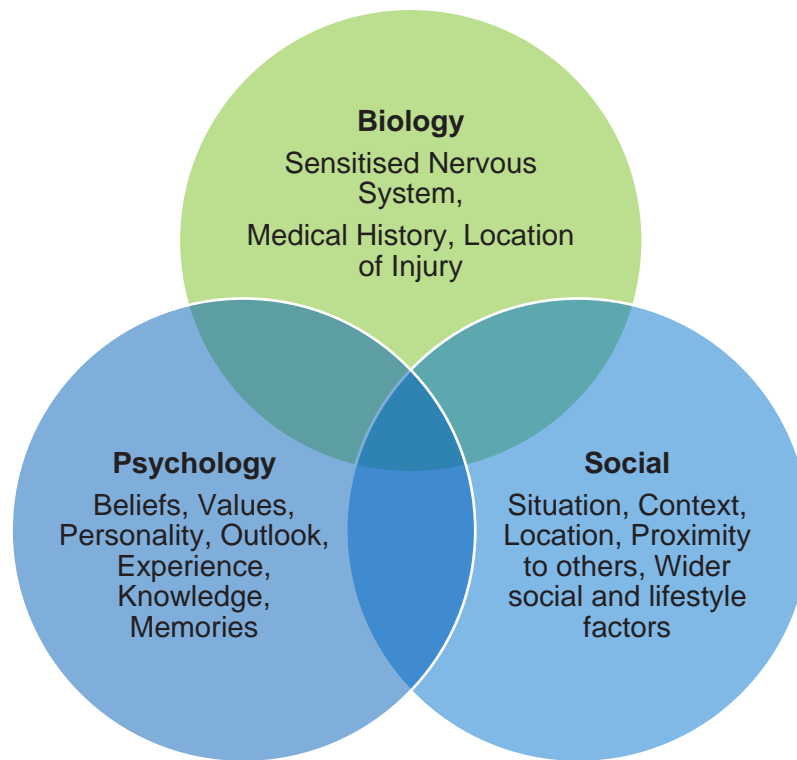 Biology
Sensitised Nervous
System,
Medical History, Location
of Injury
Psychology
Beliefs, Values,
Personality, Outlook,
Experience,
Knowledge,
Memories
Social
Situation, Context,
Location, Proximity
to others, Wider
social and lifestyle
factors